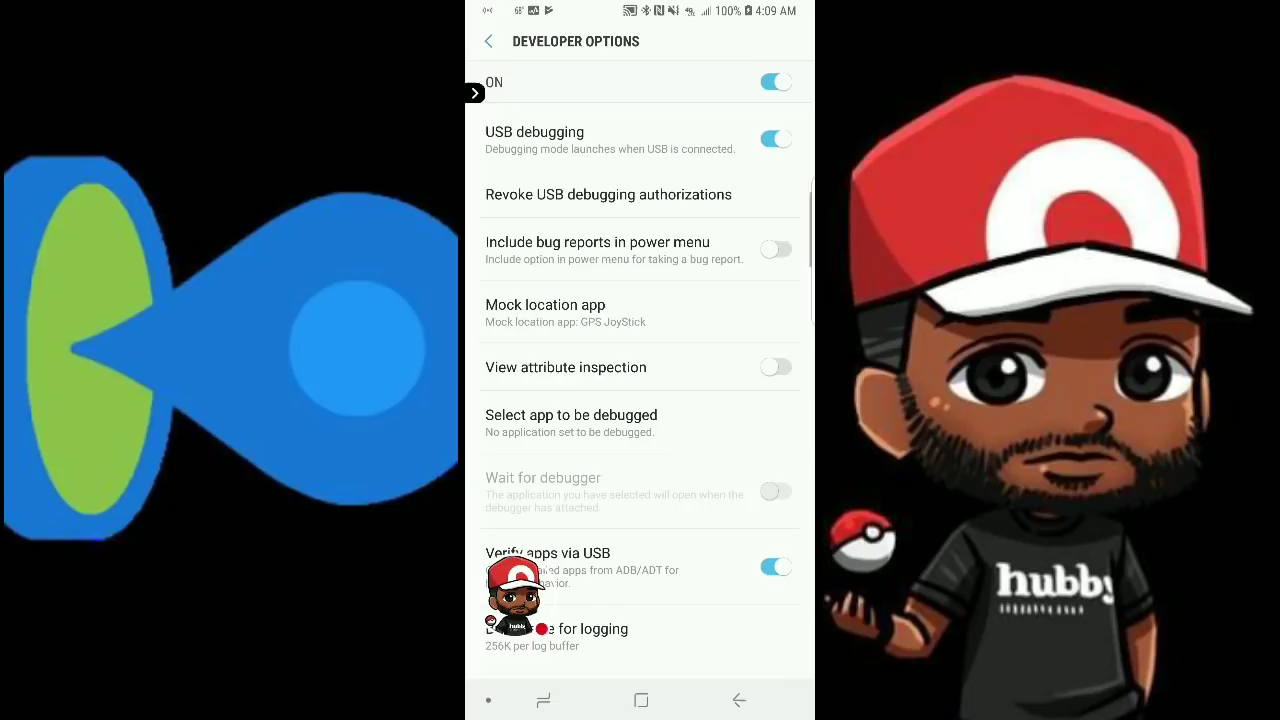 68°
100%
4:09 AM
DEVELOPER OPTIONS
ON
USB debugging
Debugging mode launches when USB is connected.
Revoke USB debugging authorizations
Include bug reports in power menu
Include option in power menu for taking a bug report.
Mock location app
Mock location app: GPS JoyStick
View attribute inspection
Select app to be debugged
No application set to be debugged.
Wait for debugger
The application you have selected will open when the
debugger has attached.
Verify apps via USB
apps from ADB/ADT for
for logging
256K per log buffer
hubby
hubby